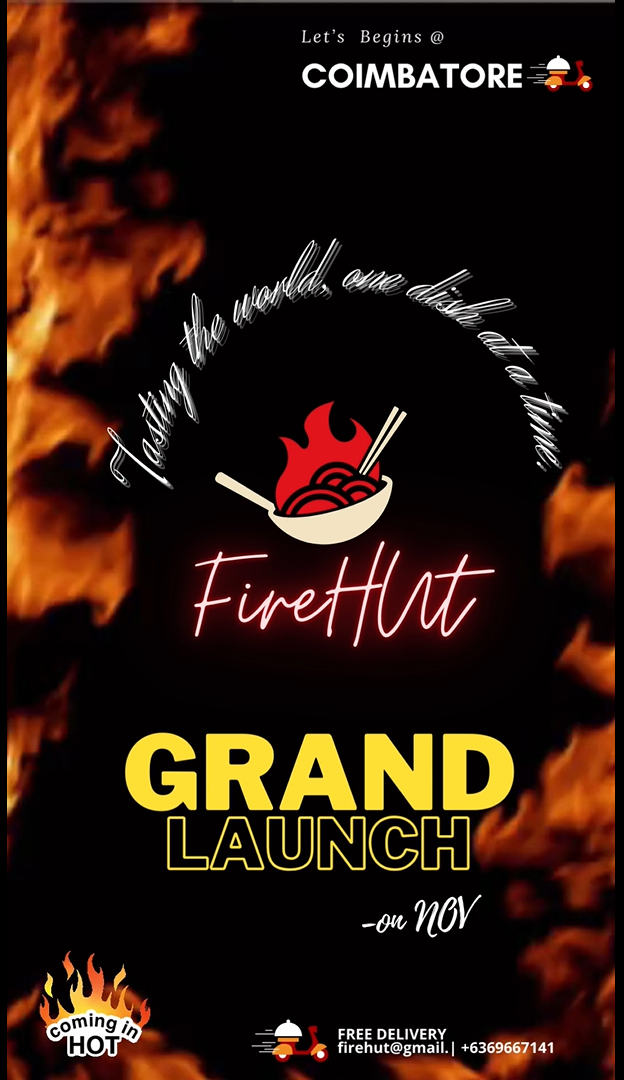 Let's Begins @
COIMBATORE
Tasting the world, one dish at a time.
FireHUt
GRAND
LAUNCH
-on NOV
coming in
HOT
FREE DELIVERY
firehut@gmail.| +6369667141